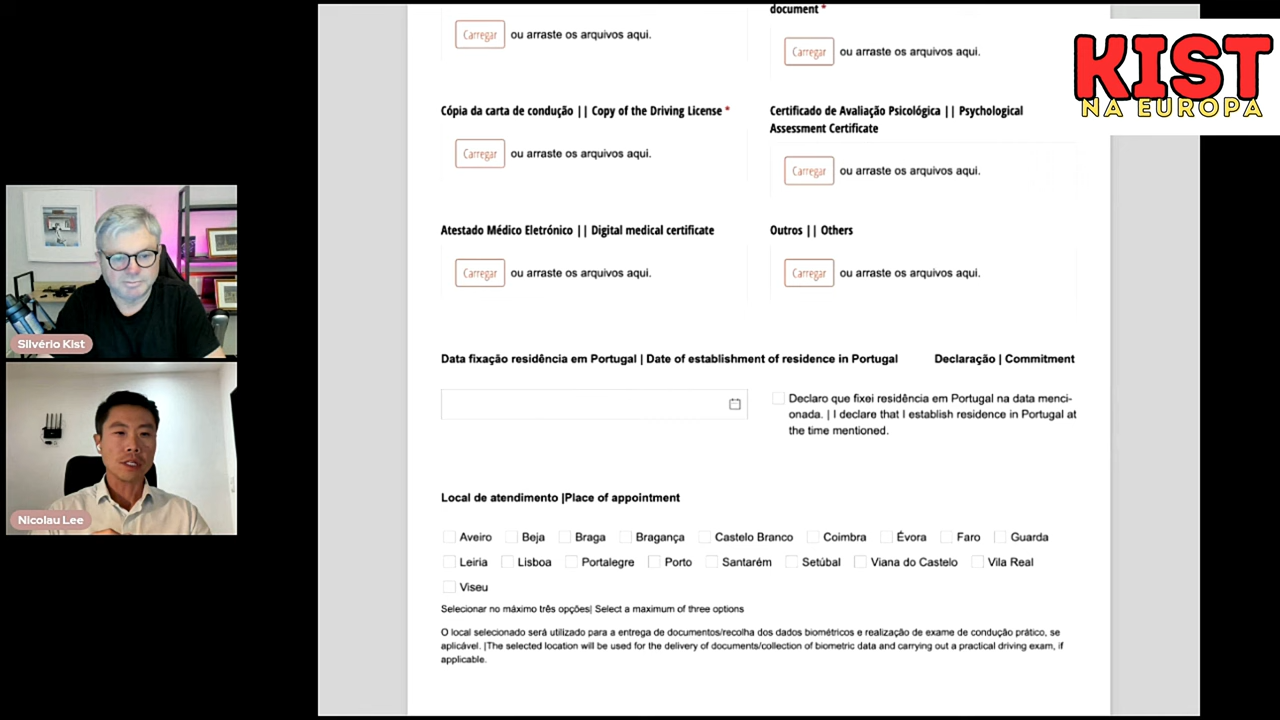 document *
Carregar ou arraste os arquivos aqui.
Carregar ou arraste os arquivos aqui.
KIST
NA EUROPA
Cópia da carta de condução || Copy of the Driving License *
Certificado de Avaliação Psicológica || Psychological
Assessment Certificate
Carregar ou arraste os arquivos aqui.
Carregar ou arraste os arquivos aqui.
Atestado Médico Eletrónico || Digital medical certificate
Outros || Others
Carregar ou arraste os arquivos aqui.
Carregar ou arraste os arquivos aqui.
Silvério Kist
Data fixação residência em Portugal | Date of establishment of residence in Portugal
Declaração | Commitment
Declaro que fixei residência em Portugal na data menci-
onada. | I declare that I establish residence in Portugal at
the time mentioned.
Nicolau Lee
Local de atendimento |Place of appointment
Aveiro Beja Braga Bragança Castelo Branco Coimbra Évora Faro Guarda
Leiria Lisboa Portalegre Porto Santarém Setúbal Viana do Castelo Vila Real
Viseu
Selecionar no máximo três opções| Select a maximum of three options
O local selecionado será utilizado para a entrega de documentos/recolha dos dados biométricos e realização de exame de condução prático, se
aplicável. |The selected location will be used for the delivery of documents/collection of biometric data and carrying out a practical driving exam, if
applicable.